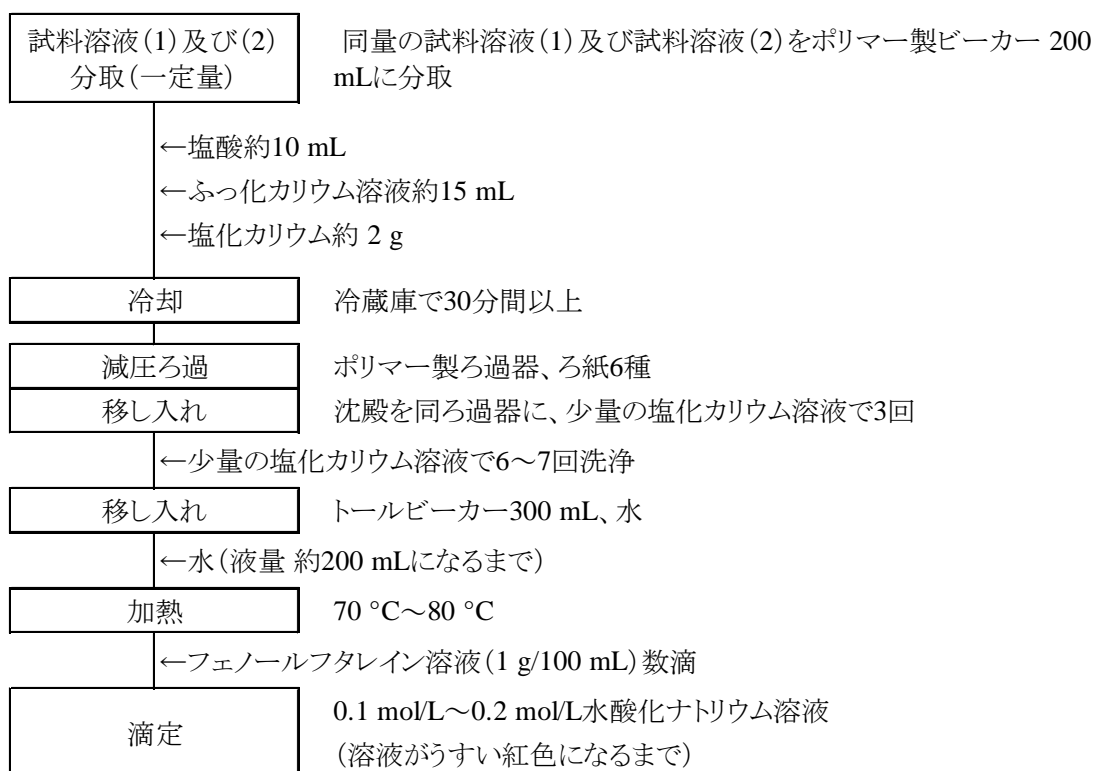 試料溶液(1)及び(2)
分取(一定量)
同量の試料溶液(1)及び試料溶液(2)をポリマー製ビーカー 200
mLに分取
←塩酸約10 mL
←ふっ化カリウム溶液約15 mL
←塩化カリウム約 2 g
冷却
冷蔵庫で30分間以上
減圧ろ過
ポリマー製ろ過器、ろ紙6種
移し入れ
沈殿を同ろ過器に、少量の塩化カリウム溶液で3回
←少量の塩化カリウム溶液で6～7回洗浄
移し入れ
トールビーカー300 mL、水
←水(液量 約200 mLになるまで)
加熱
70 °C～80 °C
←フェノールフタレイン溶液(1 g/100 mL)数滴
滴定
0.1 mol/L～0.2 mol/L水酸化ナトリウム溶液
(溶液がうすい紅色になるまで)